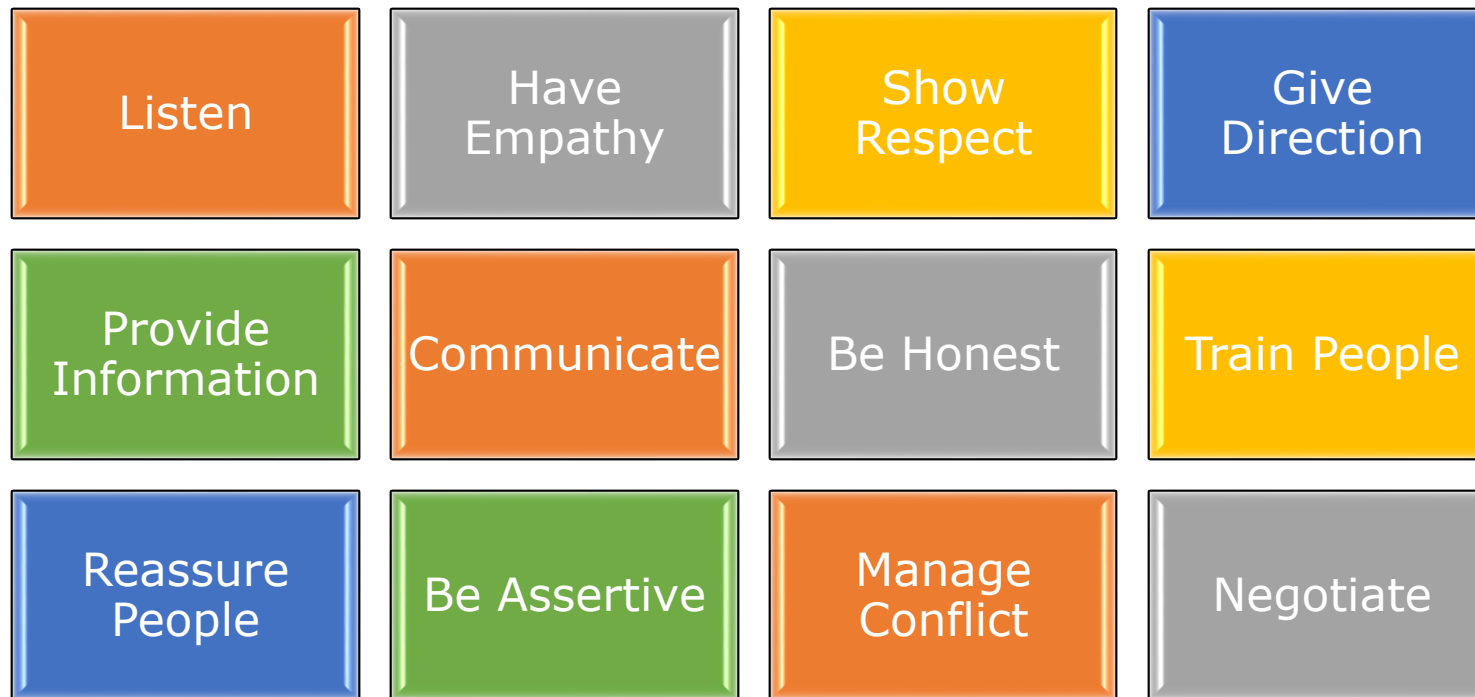 Listen
Have
Empathy
Show
Respect
Give
Direction
Provide
Information
Communicate
Be Honest
Train People
Reassure
People
Be Assertive
Manage
Conflict
Negotiate